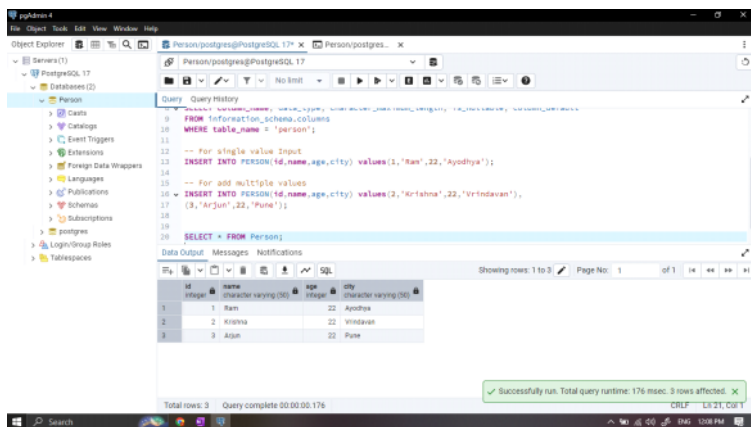 pgAdmin 4
File Object Tools Edit View Window Help
Object Explorer
Person/postgres@PostgreSQL 17*
Person/postgres...
Servers (1)
PostgreSQL 17
Databases (2)
Person
Casts
Catalogs
Event Triggers
Extensions
Foreign Data Wrappers
Languages
Publications
Schemas
Subscriptions
postgres
Login/Group Roles
Tablespaces
Person/postgres@PostgreSQL 17
No limit
Query Query History
SELECT column_name, data_type, character_maximum_length, is_nullable, column_default
9 FROM information_schema.columns
10 WHERE table_name = 'person';
11
12 -- For single value Input
13 INSERT INTO PERSON(id,name,age,city) values(1,'Ram',22,'Ayodhya');
14
15 -- For add multiple values
16 INSERT INTO PERSON(id,name,age,city) values(2,'Krishna',22,'Vrindavan'),
17 (3,'Arjun',22,'Pune');
18
19
20 SELECT * FROM Person;
Data Output Messages Notifications
SQL
Showing rows: 1 to 3 Page No: 1 of 1
id integer name character varying (50) age integer city character varying (50)
1 1 Ram 22 Ayodhya
2 2 Krishna 22 Vrindavan
3 3 Arjun 22 Pune
Successfully run. Total query runtime: 176 msec. 3 rows affected.
Total rows: 3 Query complete 00:00:00.176 CRLF Ln 21, Col 1
Search ENG 12:08 PM